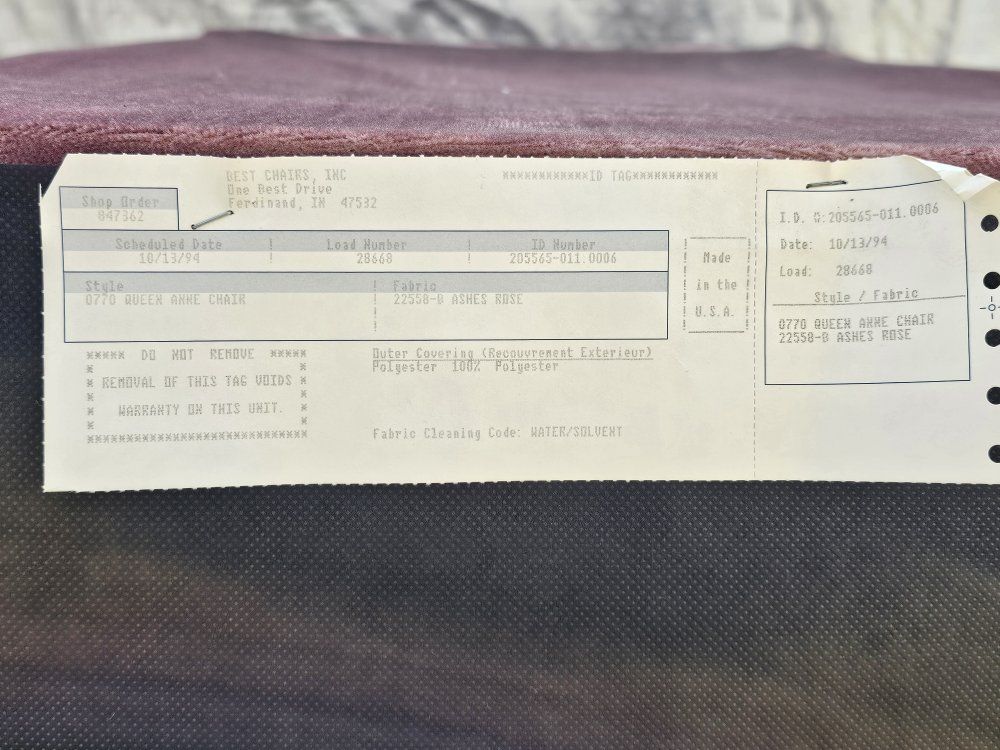 BEST CHAIRS, INC
One Best Drive
Ferdinand, IN 47532
************ID TAG************
Shop Order
847362
Scheduled Date ! Load Number ! ID Number
10/13/94 ! 28668 ! 205565-011.0006
Style ! Fabric
0770 QUEEN ANNE CHAIR ! 22558-B ASHES ROSE
!
!
Made
in the
U.S.A.
***** DO NOT REMOVE *****
* *
* REMOVAL OF THIS TAG VOIDS *
* *
* WARRANTY ON THIS UNIT. *
* *
******************************
Outer Covering (Recouvrement Exterieur)
Polyester 100% Polyester
Fabric Cleaning Code: WATER/SOLVENT
I.D. #:205565-011.0006
Date: 10/13/94
Load: 28668
Style / Fabric
0770 QUEEN ANNE CHAIR
22558-B ASHES ROSE